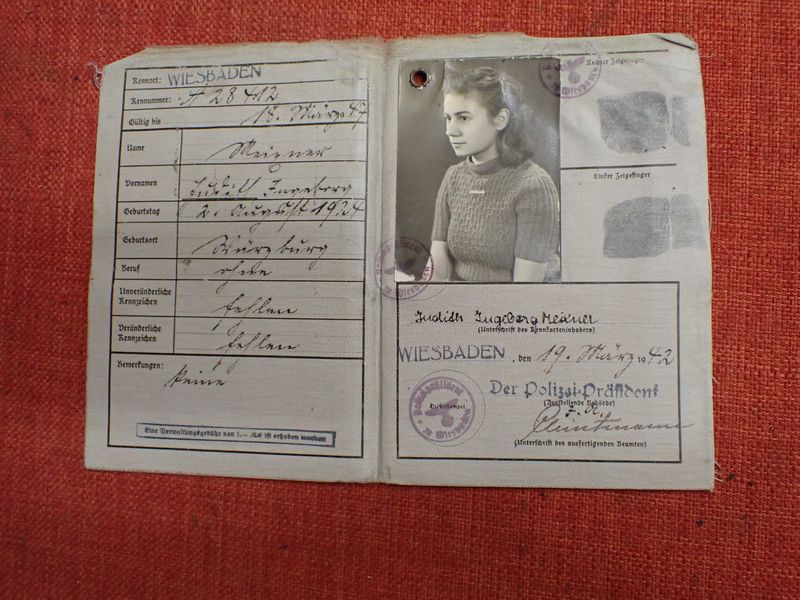 Kennort: WIESBADEN
Kennummer: A 28412
Gültig bis 18. März 1947
Name Meixner
Vornamen Judith Ingeborg
Geburtstag 2. August 1924
Geburtsort Würzburg
Beruf ohne
Unveränderliche
Kennzeichen fehlen
Veränderliche
Kennzeichen fehlen
Bemerkungen: keine
Eine Verwaltungsgebühr von 1.— RM ist erhoben worden
Rechter Zeigefinger
Linker Zeigefinger
Judith Ingeborg Meixner
(Unterschrift des Kennkarteninhabers)
WIESBADEN, den 19. März 1942
Der Polizei-Präsident
(Ausstellende Behörde)
Dienststempel
(Unterschrift des ausfertigenden Beamten)